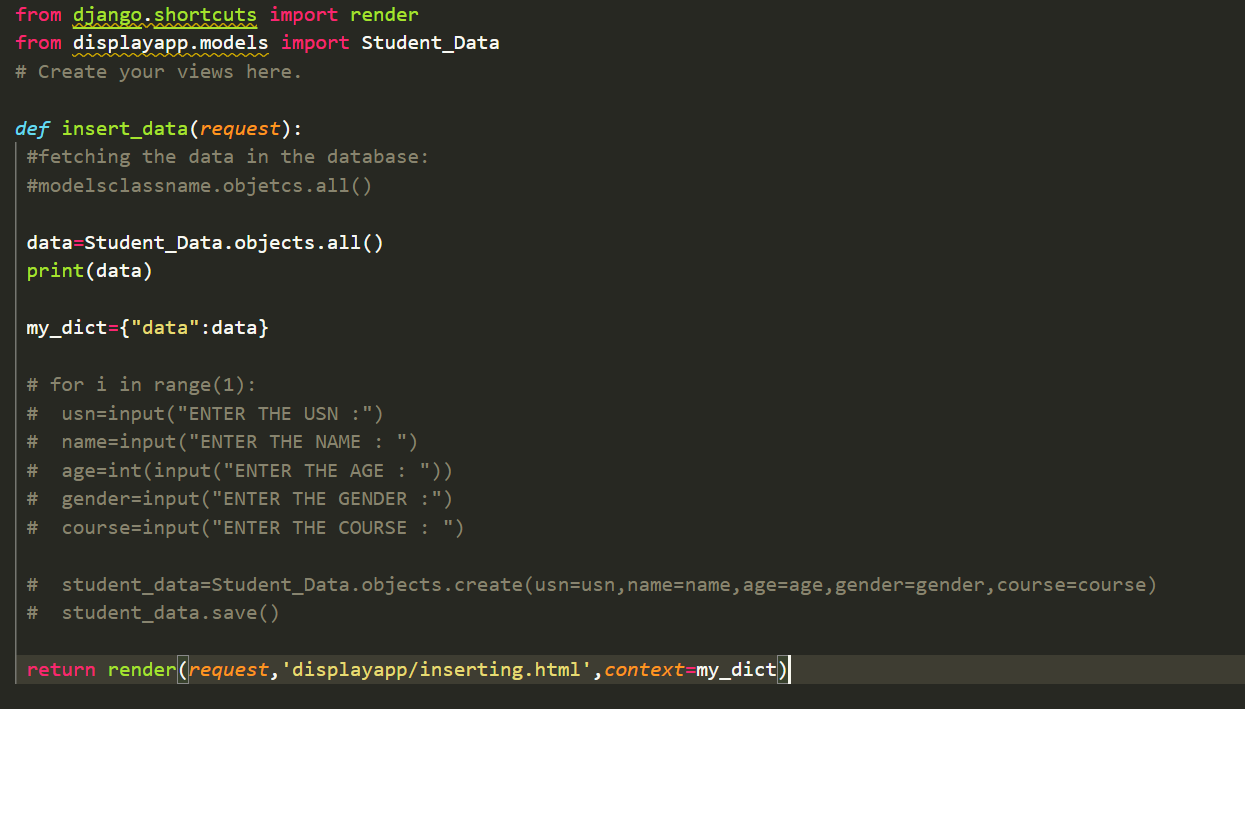 from django.shortcuts import render
from displayapp.models import Student_Data
# Create your views here.
def insert_data(request):
#fetching the data in the database:
#modelsclassname.objetcs.all()
data=Student_Data.objects.all()
print(data)
my_dict={"data":data}
# for i in range(1):
#  usn=input("ENTER THE USN :")
#  name=input("ENTER THE NAME : ")
#  age=int(input("ENTER THE AGE : "))
#  gender=input("ENTER THE GENDER :")
#  course=input("ENTER THE COURSE : ")
#  student_data=Student_Data.objects.create(usn=usn,name=name,age=age,gender=gender,course=course)
#  student_data.save()
return render(request,'displayapp/inserting.html',context=my_dict)